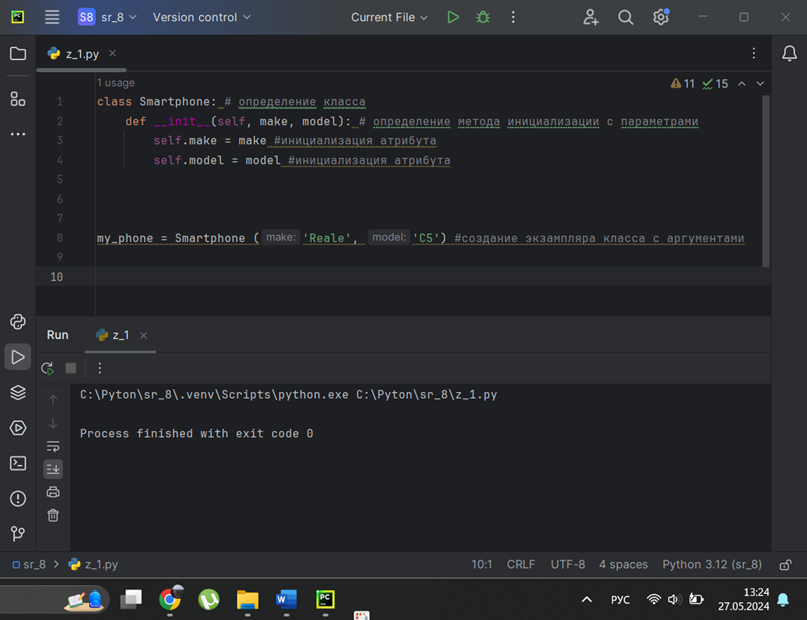 S8 sr_8 Version control Current File
z_1.py
1 usage
11 15
1 class Smartphone: # определение класса
2 def __init__(self, make, model): # определение метода инициализации с параметрами
3 self.make = make #инициализация атрибута
4 self.model = model #инициализация атрибута
5
6
7
8 my_phone = Smartphone ( make: 'Reale', model: 'C5') #создание экзампляра класса с аргументами
9
10
Run z_1
C:\Pyton\sr_8\.venv\Scripts\python.exe C:\Pyton\sr_8\z_1.py
Process finished with exit code 0
sr_8 > z_1.py 10:1 CRLF UTF-8 4 spaces Python 3.12 (sr_8)
РУС
13:24
27.05.2024